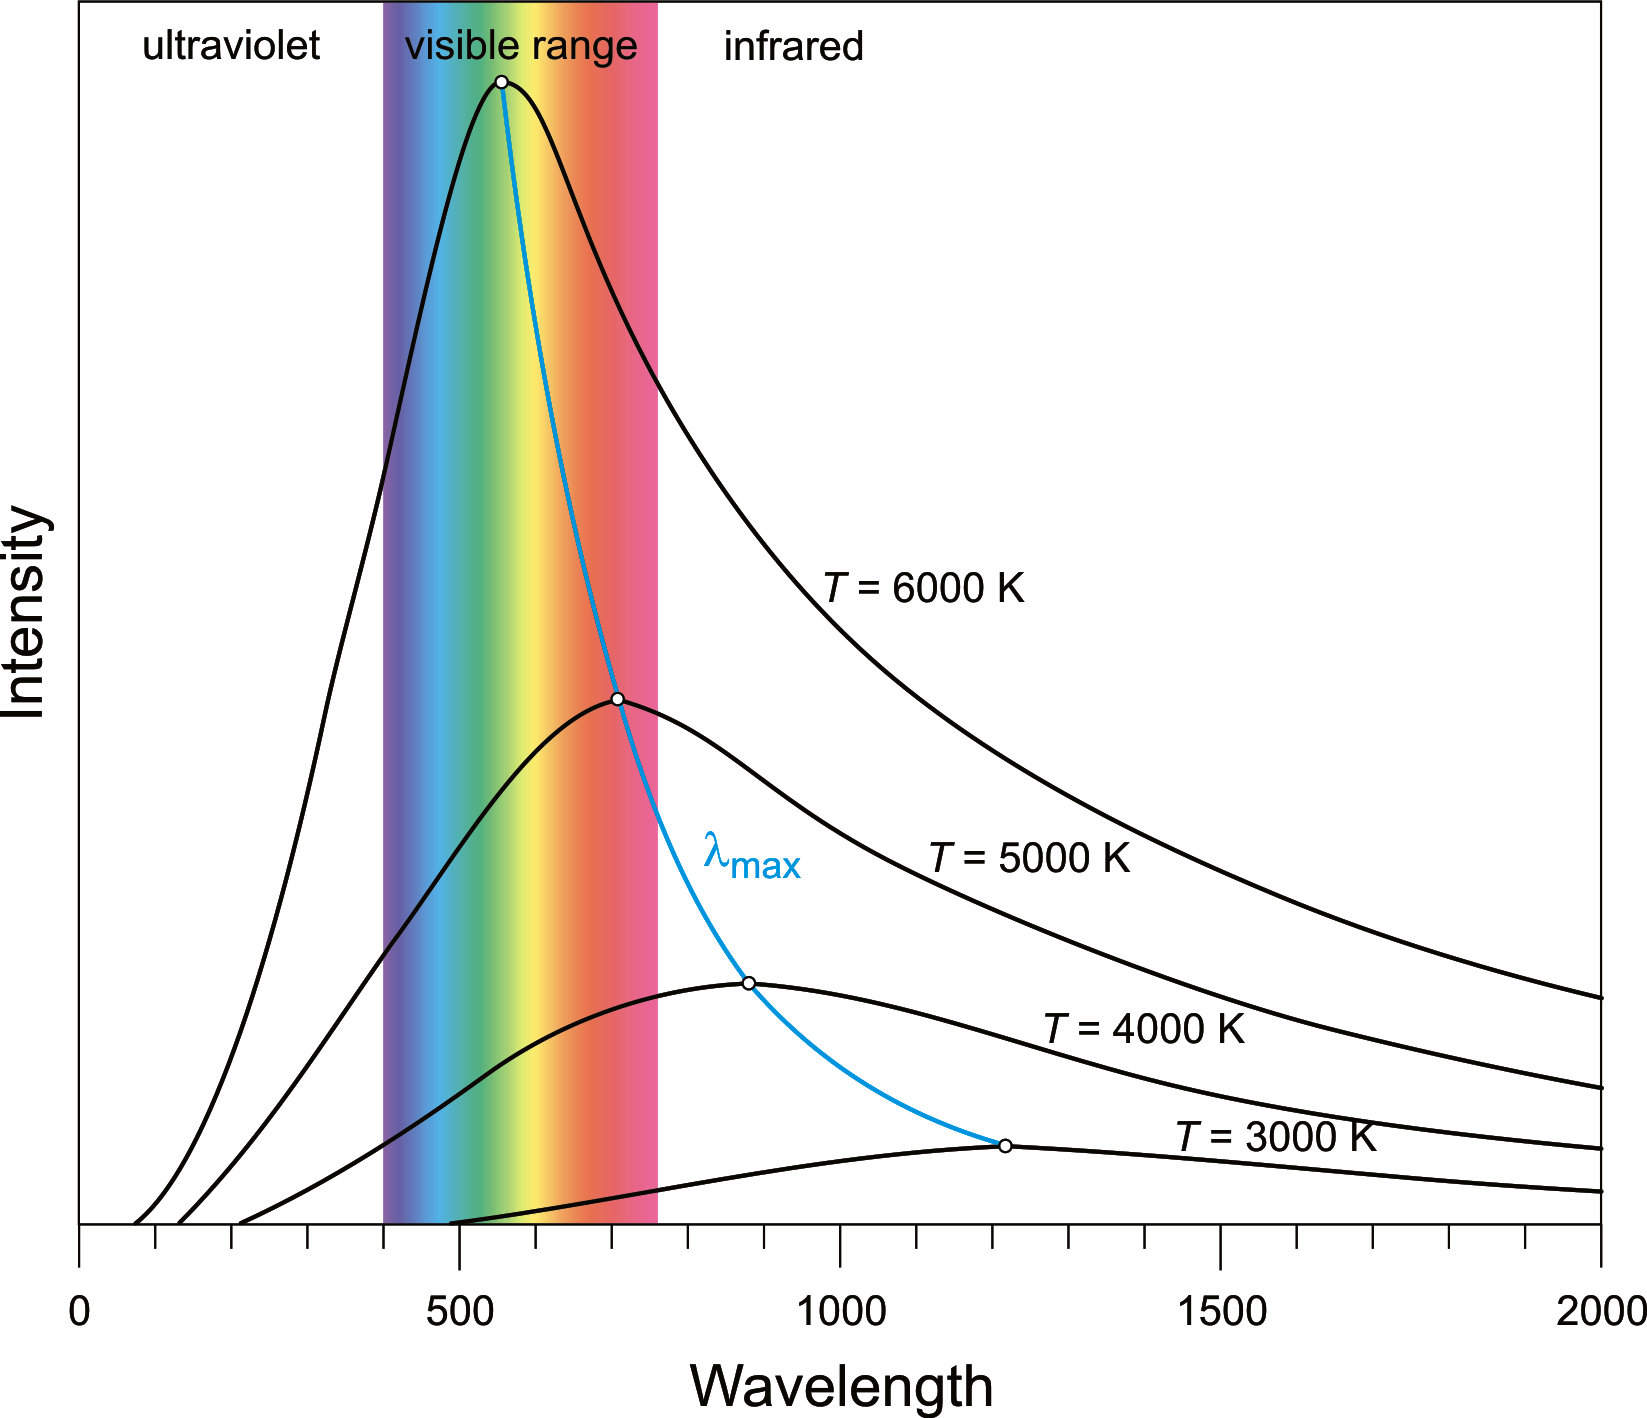 ultraviolet visible range infrared
Intensity
T = 6000 K
T = 5000 K
λmax
T = 4000 K
T = 3000 K
0 500 1000 1500 2000
Wavelength